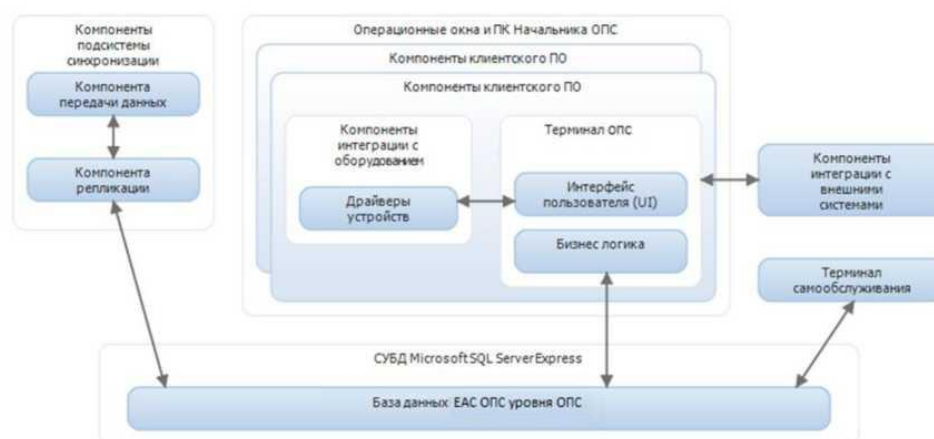 Компоненты
подсистемы
синхронизации
Компонента
передачи данных
Компонента
репликации
Операционные окна и ПК Начальника ОПС
Компоненты клиентского ПО
Компоненты клиентского ПО
Компоненты
интеграции с
оборудованием
Драйверы
устройств
Терминал ОПС
Интерфейс
пользователя (UI)
Бизнес логика
Компоненты
интеграции с
внешними
системами
Терминал
самообслуживания
СУБД Microsoft SQL Server Express
База данных ЕАС ОПС уровня ОПС